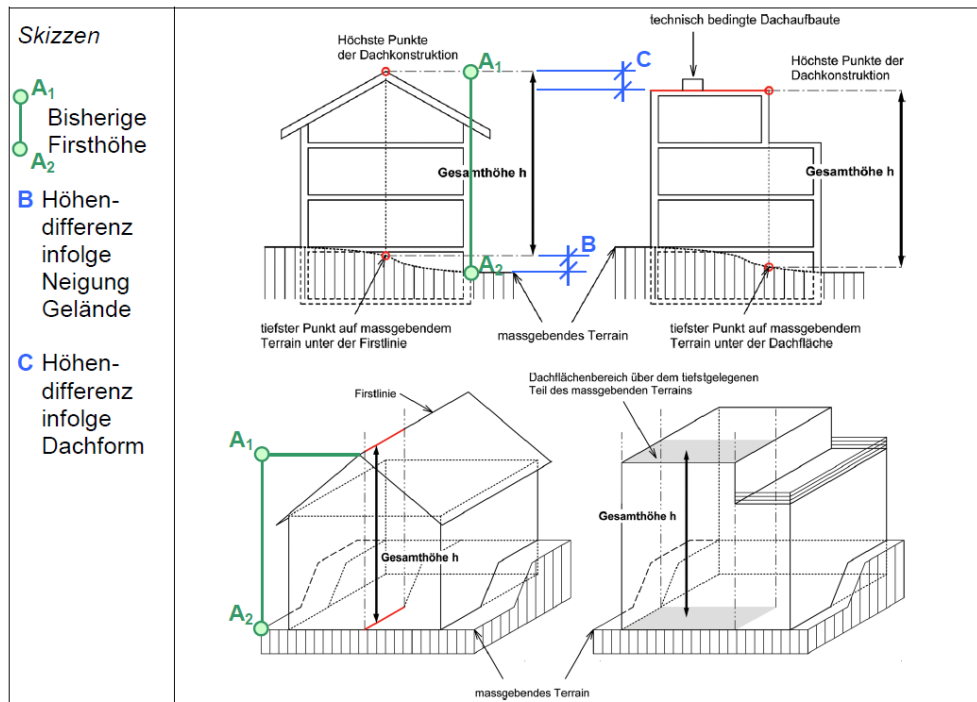 Skizzen
A1
Bisherige
Firsthöhe
A2
B Höhen-
differenz
infolge
Neigung
Gelände
C Höhen-
differenz
infolge
Dachform
Höchste Punkte
der Dachkonstruktion
A1
C
technisch bedingte Dachaufbaute
Höchste Punkte der
Dachkonstruktion
Gesamthöhe h
Gesamthöhe h
B
A2
tiefster Punkt auf massgebendem
Terrain unter der Firstlinie
massgebendes Terrain
tiefster Punkt auf massgebendem
Terrain unter der Dachfläche
Firstlinie
A1
Gesamthöhe h
A2
Dachflächenbereich über dem tiefstgelegenen
Teil des massgebenden Terrains
Gesamthöhe h
massgebendes Terrain